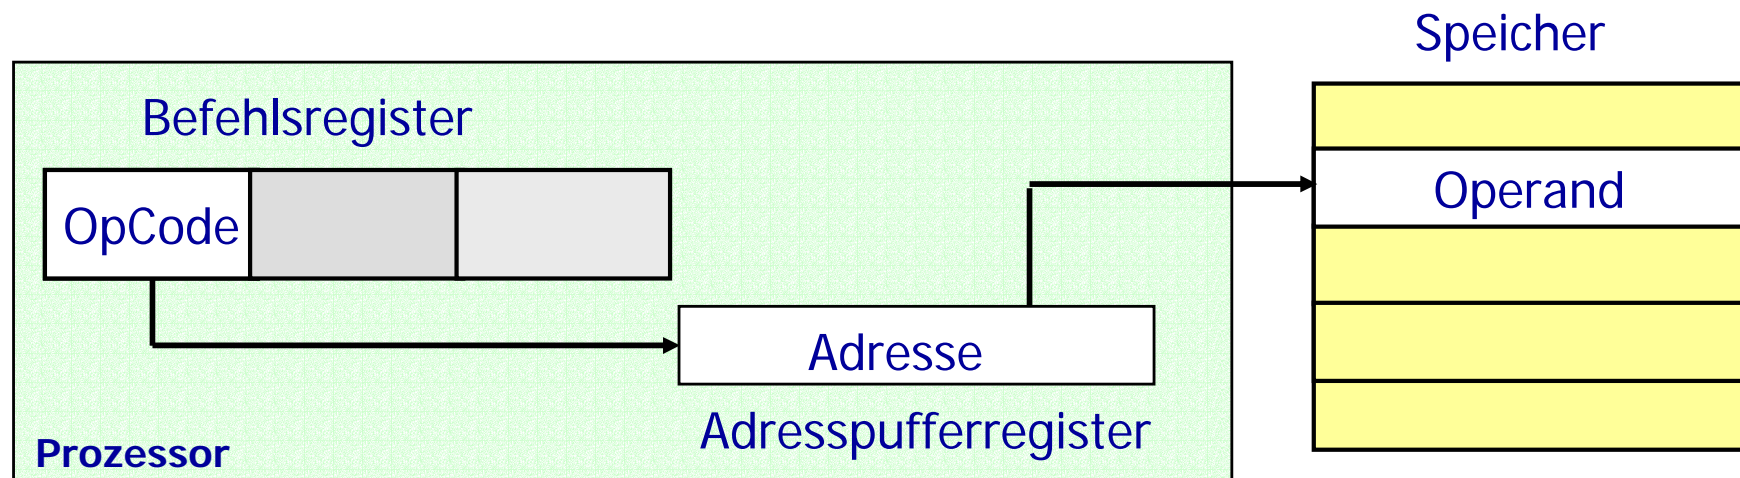 Speicher
Befehlsregister
OpCode
Operand
Adresse
Adresspufferregister
Prozessor